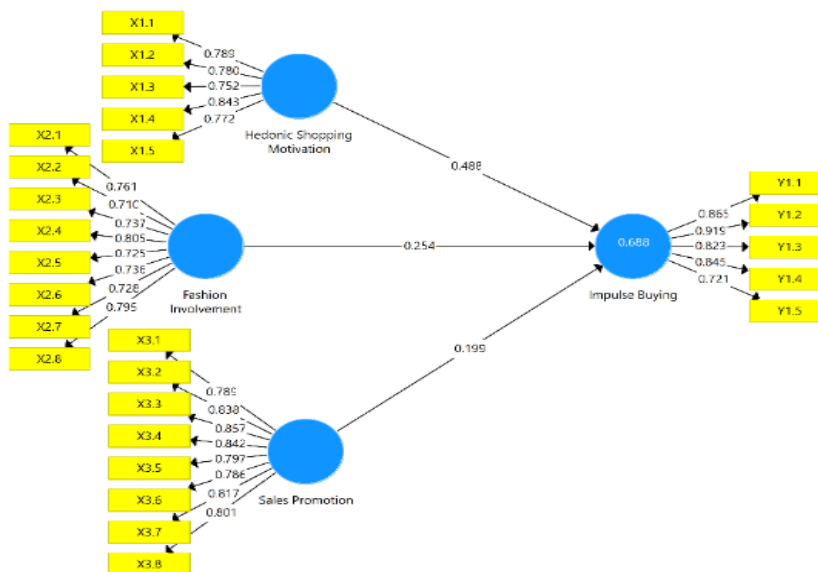 X1.1
X1.2
X1.3
X1.4
X1.5
0.789
0.780
0.752
0.843
0.772
Hedonic Shopping
Motivation
X2.1
X2.2
X2.3
X2.4
X2.5
X2.6
X2.7
X2.8
0.761
0.710
0.737
0.805
0.725
0.736
0.728
0.795
Fashion
Involvement
X3.1
X3.2
X3.3
X3.4
X3.5
X3.6
X3.7
X3.8
0.789
0.838
0.857
0.842
0.797
0.786
0.817
0.801
Sales Promotion
0.488
0.254
0.199
0.688
Impulse Buying
0.865
0.919
0.823
0.845
0.721
Y1.1
Y1.2
Y1.3
Y1.4
Y1.5